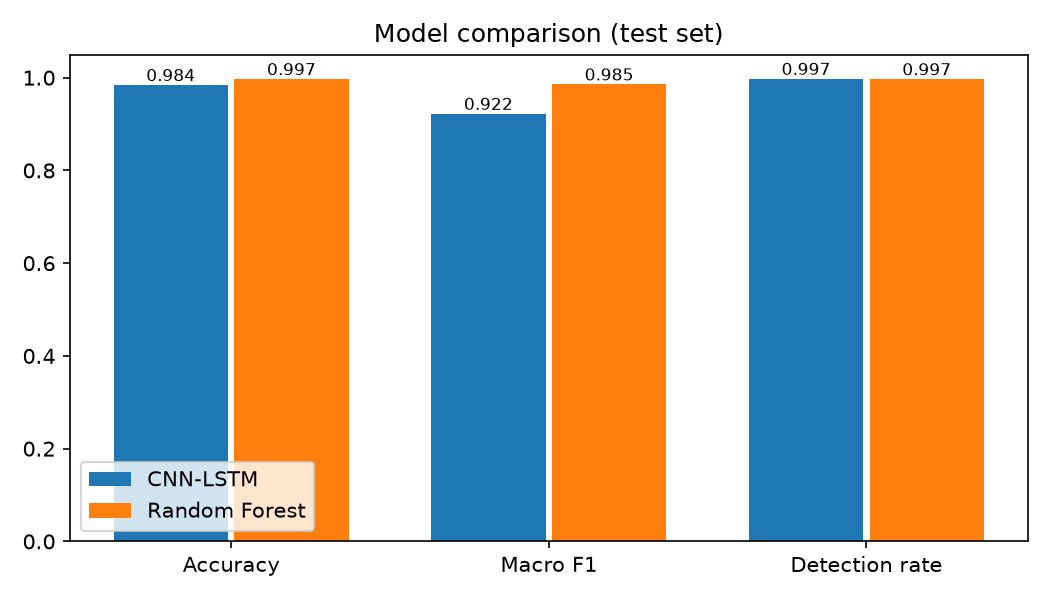 Model comparison (test set)
1.0
0.8
0.6
0.4
0.2
0.0
0.984
0.997
0.922
0.985
0.997
0.997
CNN-LSTM
Random Forest
Accuracy
Macro F1
Detection rate